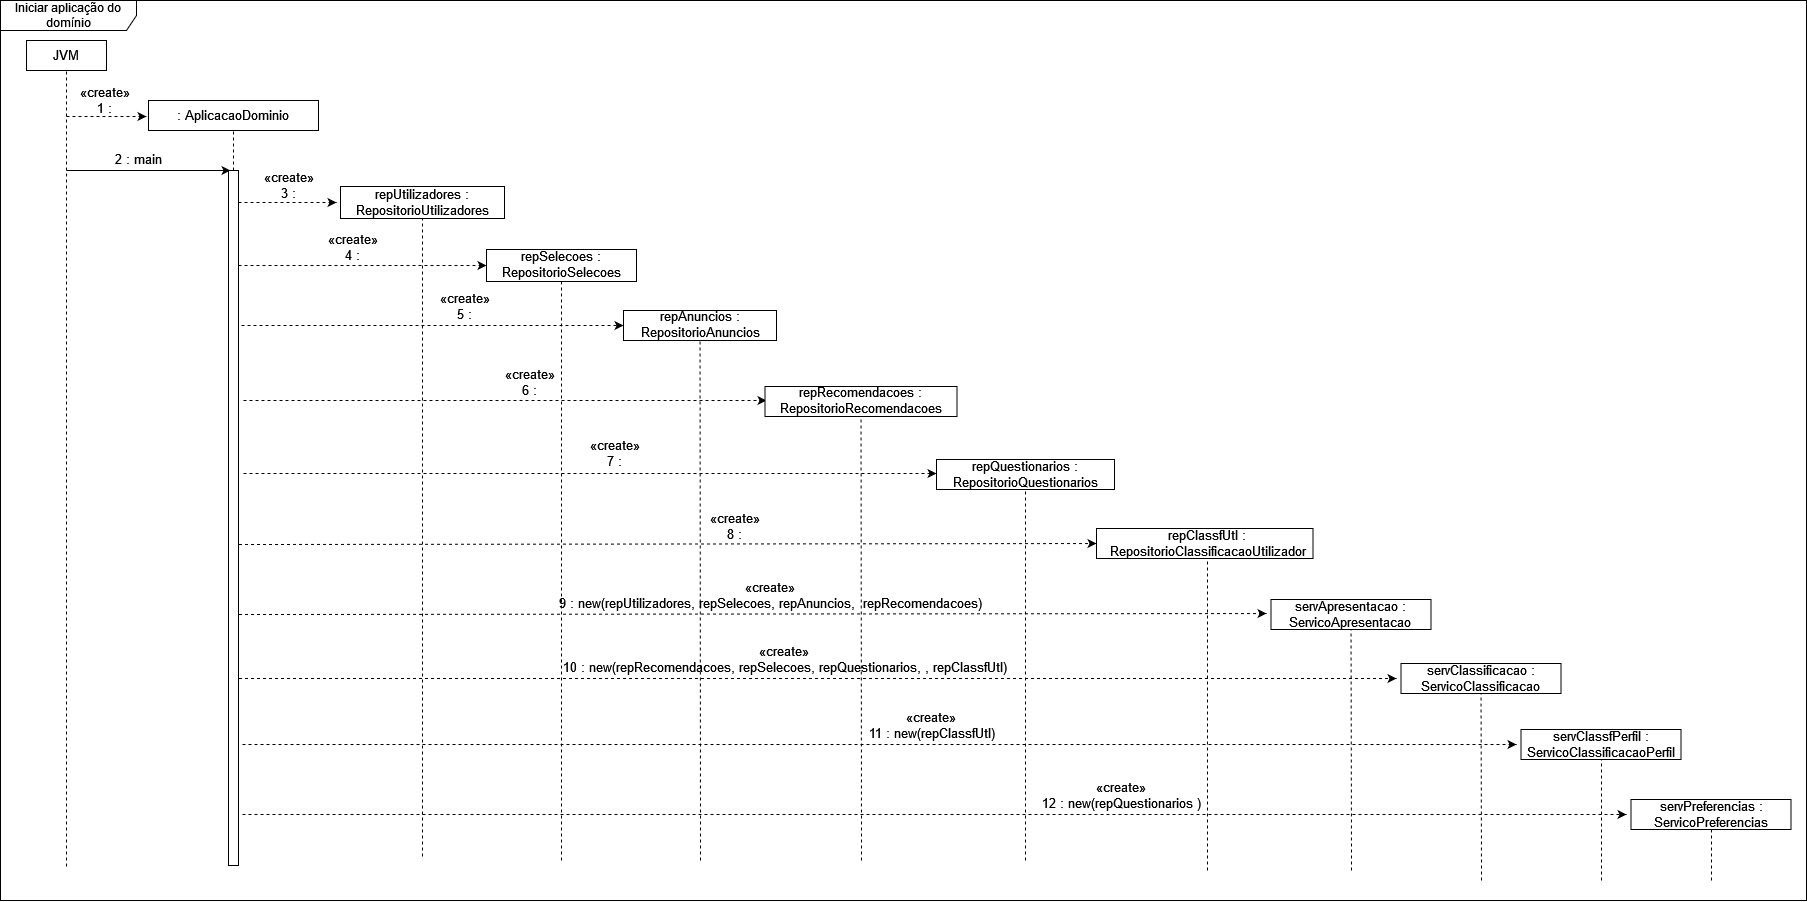 Iniciar aplicação do
domínio
JVM
«create»
1 :
: AplicacaoDominio
2 : main
«create»
3 :
repUtilizadores :
RepositorioUtilizadores
«create»
4 :
repSelecoes :
RepositorioSelecoes
«create»
5 :
repAnuncios :
RepositorioAnuncios
«create»
6 :
repRecomendacoes :
RepositorioRecomendacoes
«create»
7 :
repQuestionarios :
RepositorioQuestionarios
«create»
8 :
repClassfUtl :
RepositorioClassificacaoUtilizador
«create»
9 : new(repUtilizadores, repSelecoes, repAnuncios, repRecomendacoes)
servApresentacao :
ServicoApresentacao
«create»
10 : new(repRecomendacoes, repSelecoes, repQuestionarios, , repClassfUtl)
servClassificacao :
ServicoClassificacao
«create»
11 : new(repClassfUtl)
servClassfPerfil :
ServicoClassificacaoPerfil
«create»
12 : new(repQuestionarios )
servPreferencias :
ServicoPreferencias